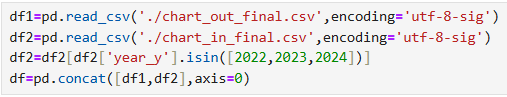 df1=pd.read_csv('./chart_out_final.csv',encoding='utf-8-sig')
df2=pd.read_csv('./chart_in_final.csv',encoding='utf-8-sig')
df2=df2[df2['year_y'].isin([2022,2023,2024])]
df=pd.concat([df1,df2],axis=0)